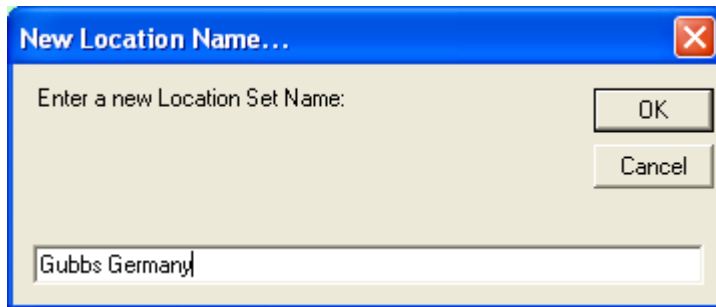 New Location Name...
Enter a new Location Set Name:
OK
Cancel
Gubbs Germany